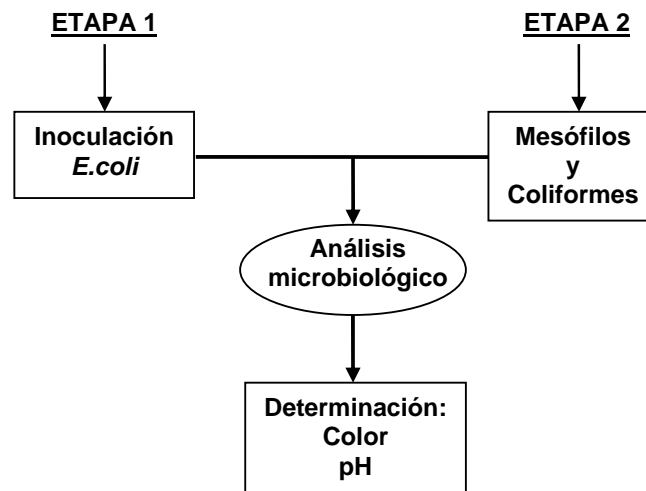 ETAPA 1
ETAPA 2
Inoculación
E.coli
Mesófilos
y
Coliformes
Análisis
microbiológico
Determinación:
Color
pH